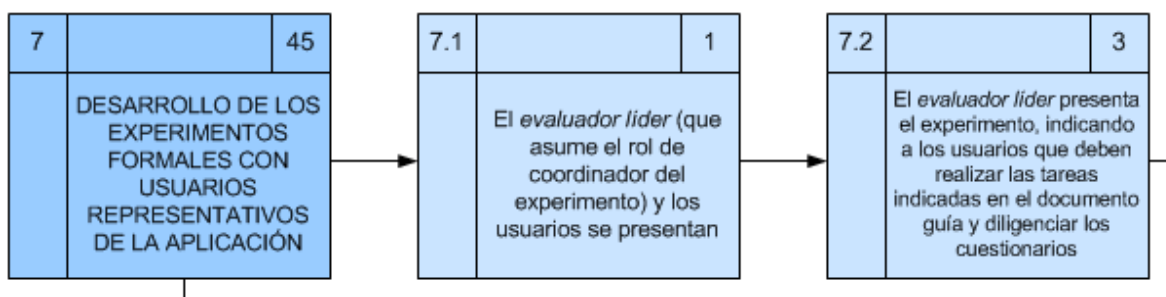 7 45
DESARROLLO DE LOS
EXPERIMENTOS
FORMALES CON
USUARIOS
REPRESENTATIVOS
DE LA APLICACIÓN
7.1 1
El evaluador líder (que
asume el rol de
coordinador del
experimento) y los
usuarios se presentan
7.2 3
El evaluador líder presenta
el experimento, indicando
a los usuarios que deben
realizar las tareas
indicadas en el documento
guía y diligenciar los
cuestionarios